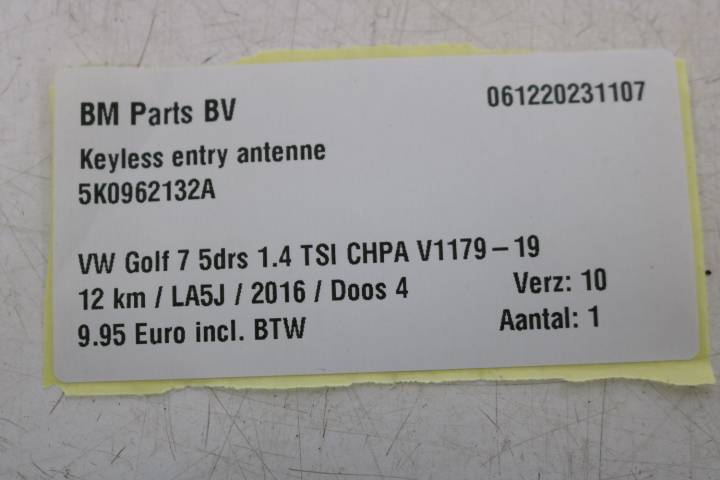 BM Parts BV 061220231107
Keyless entry antenne
5K0962132A
VW Golf 7 5drs 1.4 TSI CHPA V1179-19
12 km / LA5J / 2016 / Doos 4 Verz: 10
9.95 Euro incl. BTW Aantal: 1